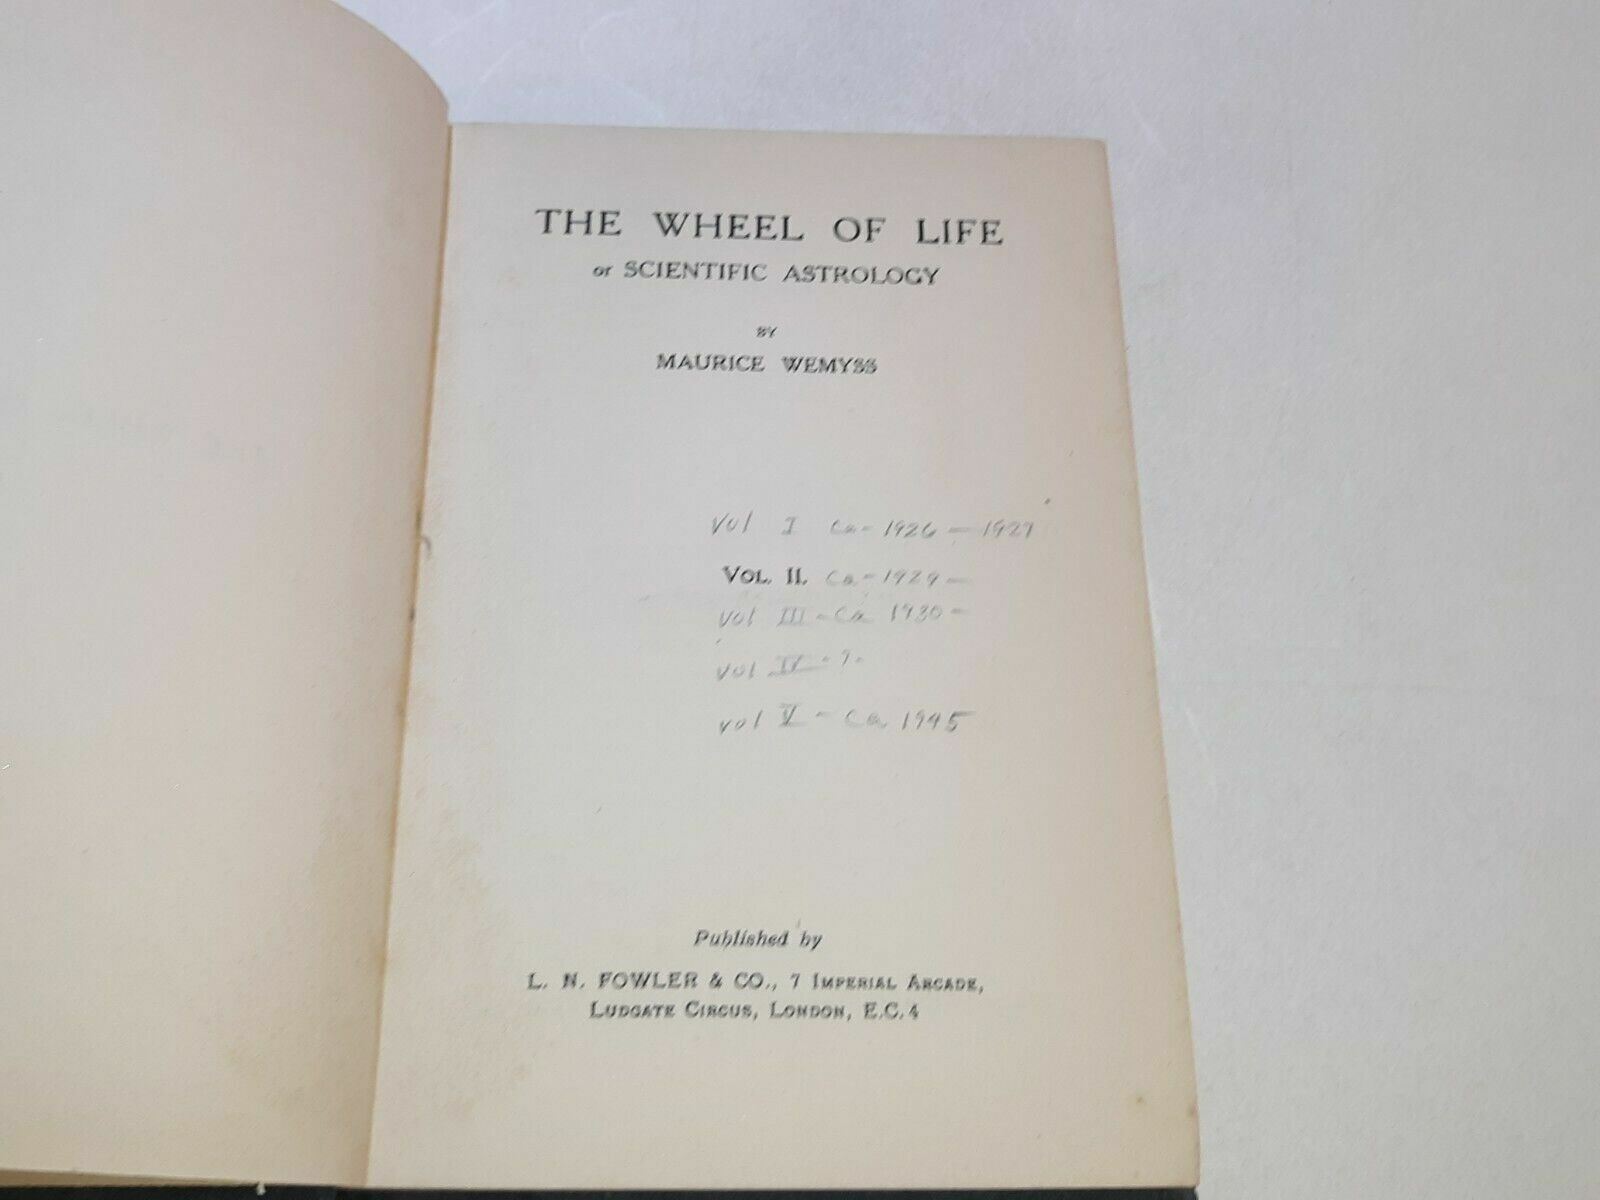 THE WHEEL OF LIFE
or SCIENTIFIC ASTROLOGY
BY
MAURICE WEMYSS
Vol I Ca- 1926 — 1927
VOL. II. Ca - 1929 —
Vol III - Ca 1930 -
Vol IV - ? -
Vol V - Ca 1945
Published by
L. N. FOWLER & CO., 7 IMPERIAL ARCADE,
LUDGATE CIRCUS, LONDON, E.C.4